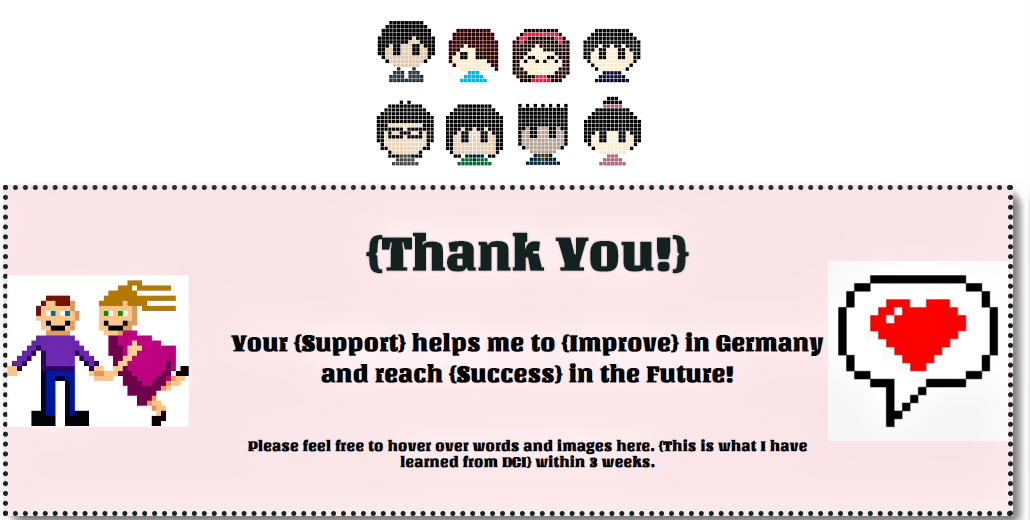 {Thank You!}
Your {Support} helps me to {Improve} in Germany
and reach {Success} in the Future!
Please feel free to hover over words and images here. {This is what I have
learned from DCI} within 3 weeks.